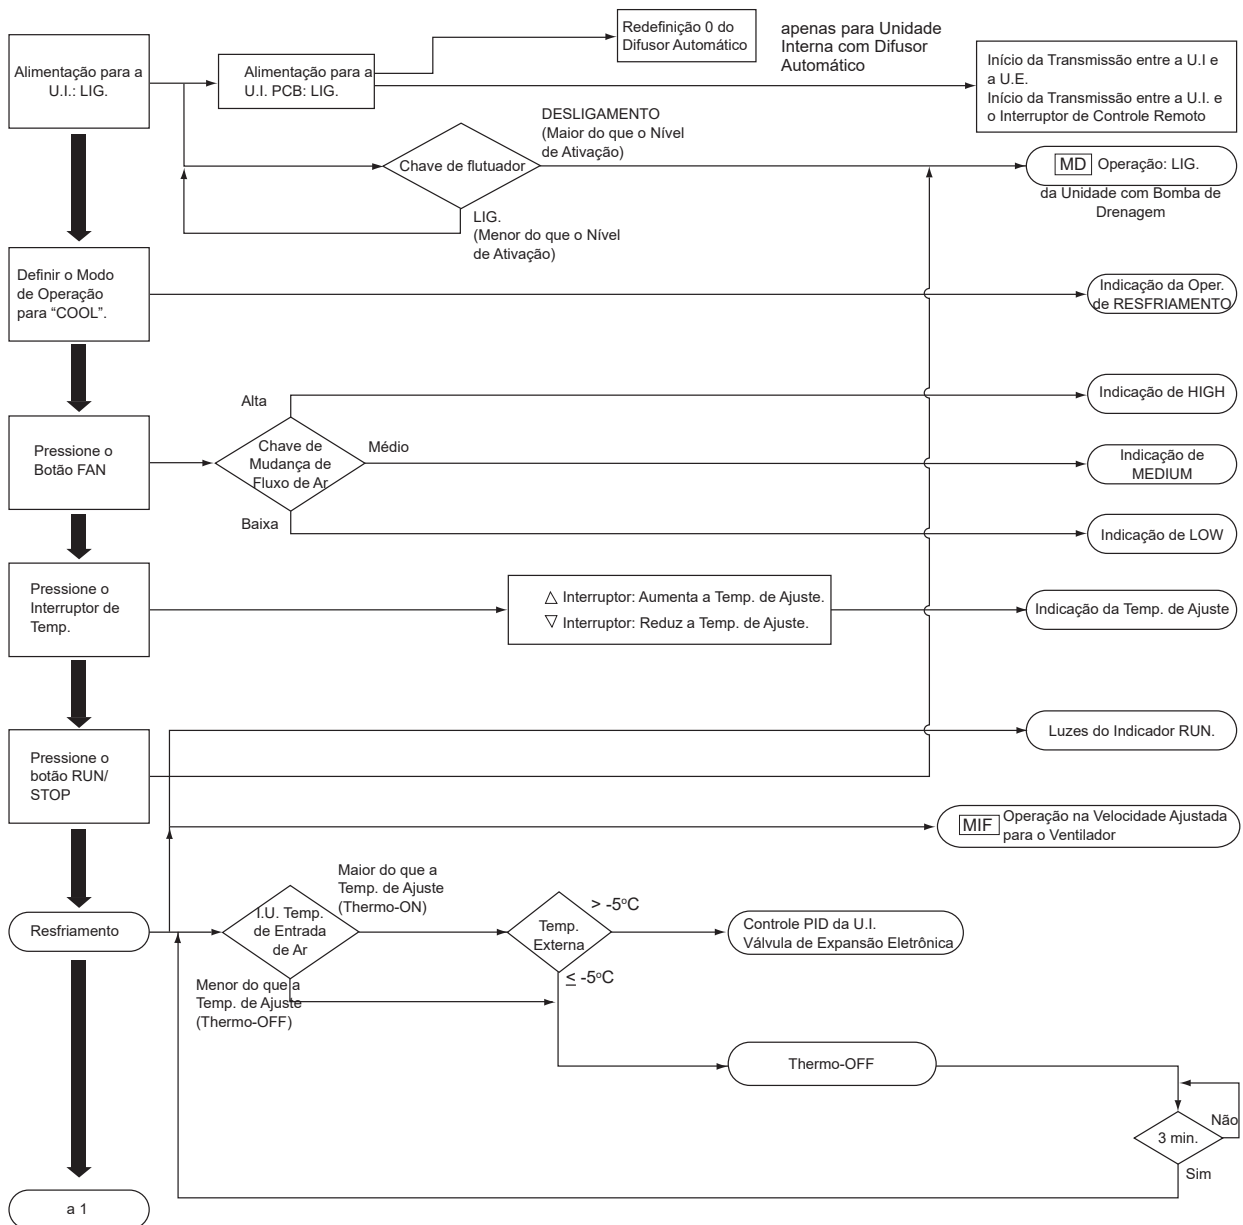 Redefinição 0 do
Difusor Automático
apenas para Unidade
Interna com Difusor
Automático
Alimentação para a
U.I.: LIG.
Alimentação para a
U.I. PCB: LIG.
Início da Transmissão entre a U.I e
a U.E.
Início da Transmissão entre a U.I. e
o Interruptor de Controle Remoto
DESLIGAMENTO
(Maior do que o Nível
de Ativação)
Chave de flutuador
MD Operação: LIG.
da Unidade com Bomba de
Drenagem
LIG.
(Menor do que o Nível
de Ativação)
Definir o Modo
de Operação
para “COOL”.
Indicação da Oper.
de RESFRIAMENTO
Alta
Indicação de HIGH
Pressione o
Botão FAN
Chave de
Mudança de
Fluxo de Ar
Médio
Indicação de
MEDIUM
Baixa
Indicação de LOW
Pressione o
Interruptor de
Temp.
△ Interruptor: Aumenta a Temp. de Ajuste.
▽ Interruptor: Reduz a Temp. de Ajuste.
Indicação da Temp. de Ajuste
Luzes do Indicador RUN.
Pressione o
botão RUN/
STOP
MIF Operação na Velocidade Ajustada
para o Ventilador
Maior do que a
Temp. de Ajuste
(Thermo-ON)
Resfriamento
I.U. Temp.
de Entrada
de Ar
Temp.
Externa
> -5°C
Controle PID da U.I.
Válvula de Expansão Eletrônica
≤ -5°C
Menor do que a
Temp. de Ajuste
(Thermo-OFF)
Thermo-OFF
Não
3 min.
Sim
a 1